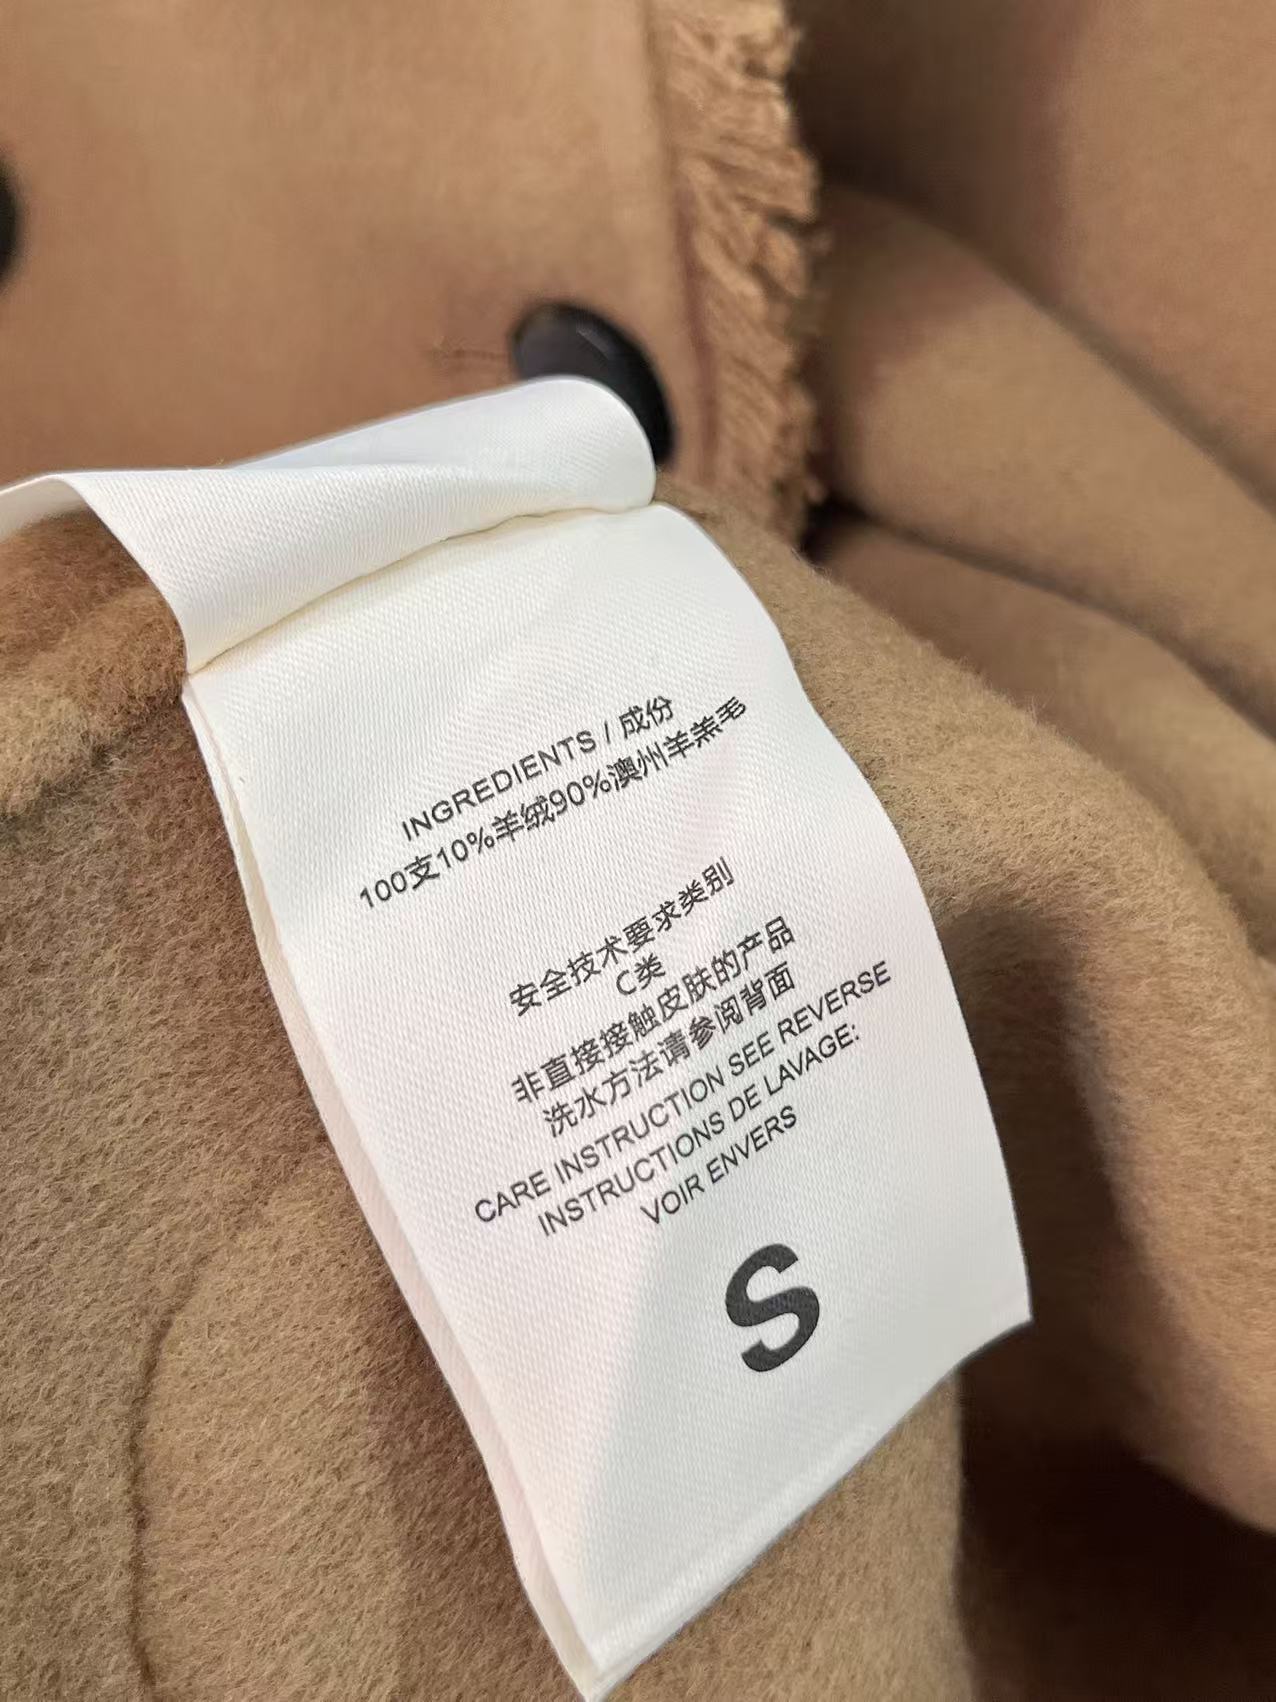 INGREDIENTS / 成份
100支10%羊绒90%澳州羊羔毛
安全技术要求类别
C类
非直接接触皮肤的产品
洗水方法请参阅背面
CARE INSTRUCTION SEE REVERSE
INSTRUCTIONS DE LAVAGE:
VOIR ENVERS
S